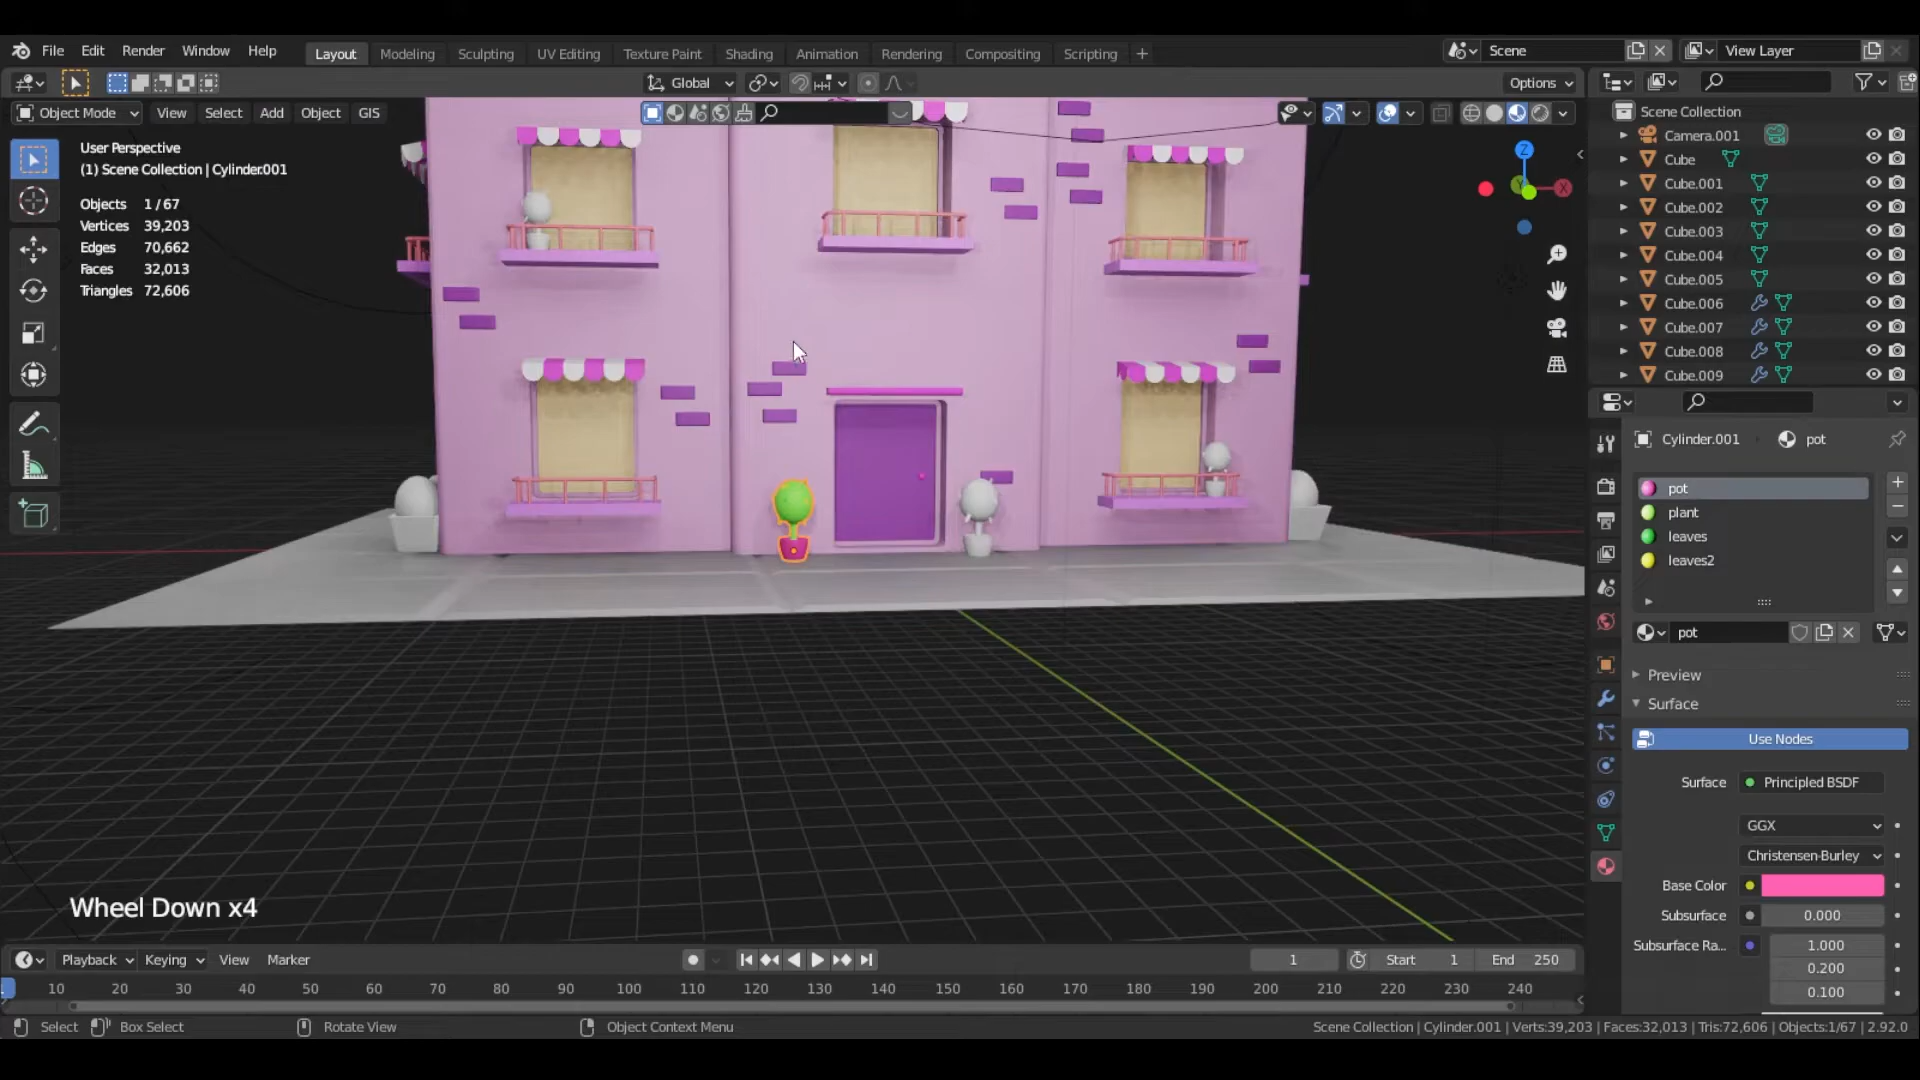 File Edit Render Window Help Layout Modeling Sculpting UV Editing Texture Paint Shading Animation Rendering Compositing Scripting + Scene View Layer
Global Options
Object Mode View Select Add Object GIS
User Perspective
(1) Scene Collection | Cylinder.001
Objects 1 / 67
Vertices 39,203
Edges 70,662
Faces 32,013
Triangles 72,606
Z
Y
X
Scene Collection
Camera.001
Cube
Cube.001
Cube.002
Cube.003
Cube.004
Cube.005
Cube.006
Cube.007
Cube.008
Cube.009
Cylinder.001 pot
pot
plant
leaves
leaves2
pot
Preview
Surface
Use Nodes
Surface Principled BSDF
GGX
Christensen-Burley
Base Color
Subsurface 0.000
Subsurface Ra... 1.000
0.200
0.100
Wheel Down x4
Playback Keying View Marker 1 Start 1 End 250
10 20 30 40 50 60 70 80 90 100 110 120 130 140 150 160 170 180 190 200 210 220 230 240
Select Box Select Rotate View Object Context Menu Scene Collection | Cylinder.001 | Verts:39,203 | Faces:32,013 | Tris:72,606 | Objects:1/67 | 2.92.0